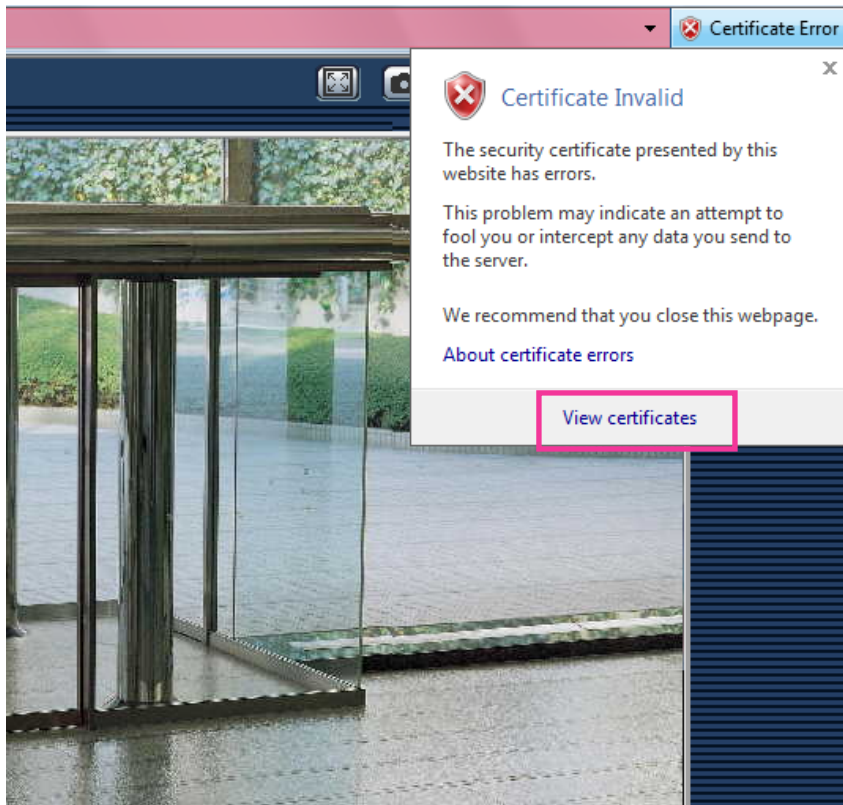 Certificate Error
Certificate Invalid
The security certificate presented by this
website has errors.
This problem may indicate an attempt to
fool you or intercept any data you send to
the server.
We recommend that you close this webpage.
About certificate errors
View certificates